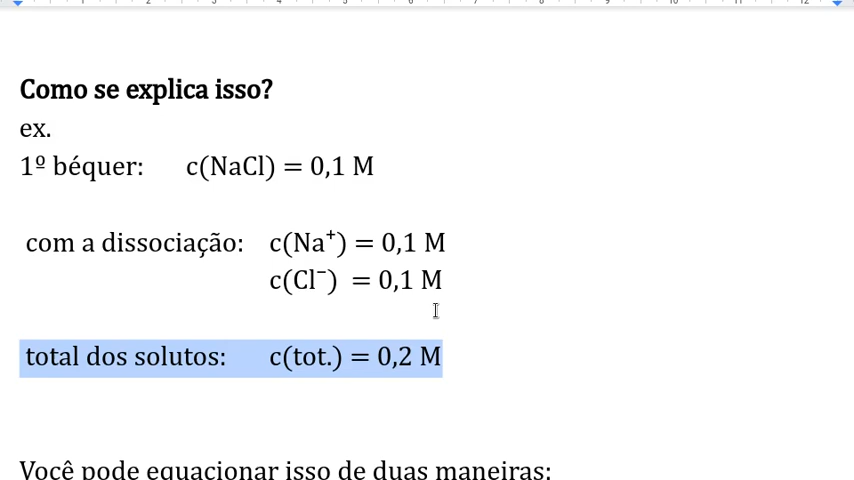 Como se explica isso?
ex.
1º béquer: c(NaCl) = 0,1 M
com a dissociação: c(Na⁺) = 0,1 M
c(Cl⁻) = 0,1 M
total dos solutos: c(tot.) = 0,2 M
Você pode equacionar isso de duas maneiras: